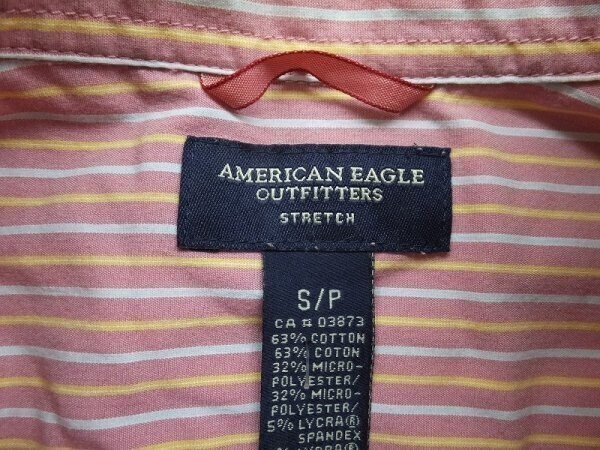 AMERICAN EAGLE
OUTFITTERS
STRETCH
S/P
CA # 03873
63% COTTON
63% COTON
32% MICRO-
POLYESTER/
32% MICRO-
POLYESTER/
5% LYCRA®
SPANDEX
% LYCRA®